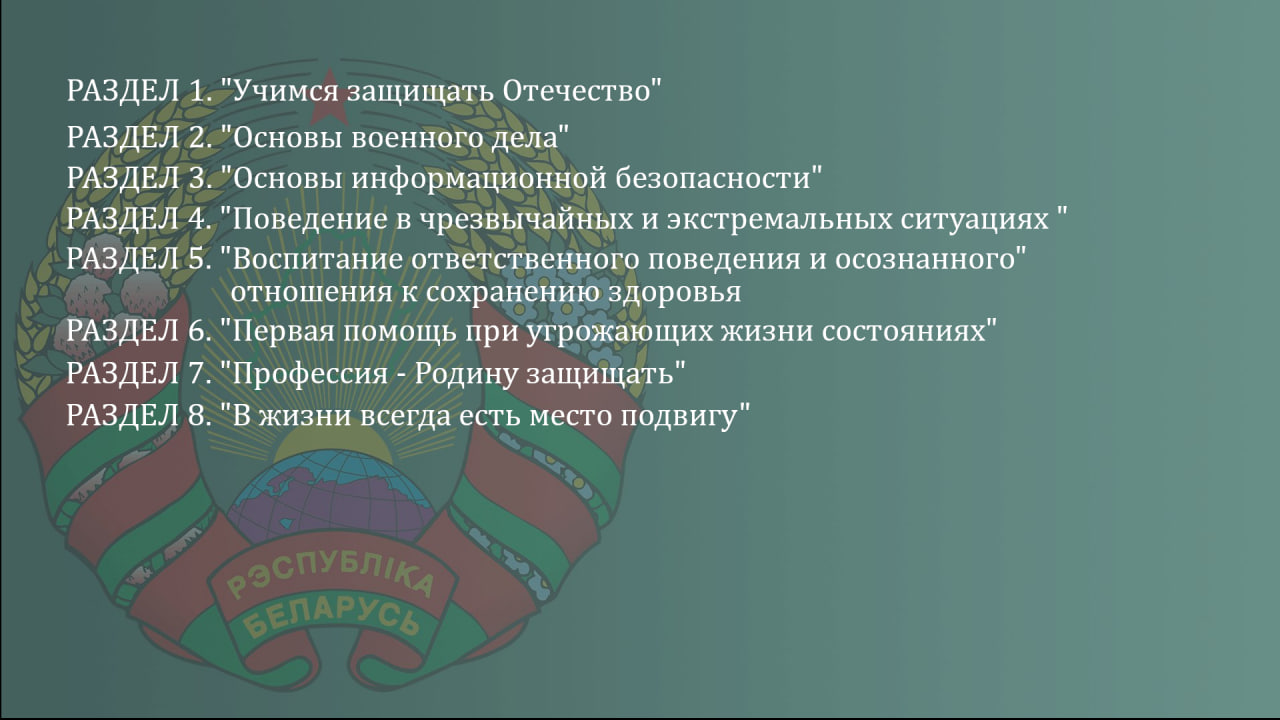 РАЗДЕЛ 1. "Учимся защищать Отечество"
РАЗДЕЛ 2. "Основы военного дела"
РАЗДЕЛ 3. "Основы информационной безопасности"
РАЗДЕЛ 4. "Поведение в чрезвычайных и экстремальных ситуациях "
РАЗДЕЛ 5. "Воспитание ответственного поведения и осознанного"
отношения к сохранению здоровья
РАЗДЕЛ 6. "Первая помощь при угрожающих жизни состояниях"
РАЗДЕЛ 7. "Профессия - Родину защищать"
РАЗДЕЛ 8. "В жизни всегда есть место подвигу"
РЭСПУБЛІКА
БЕЛАРУСЬ